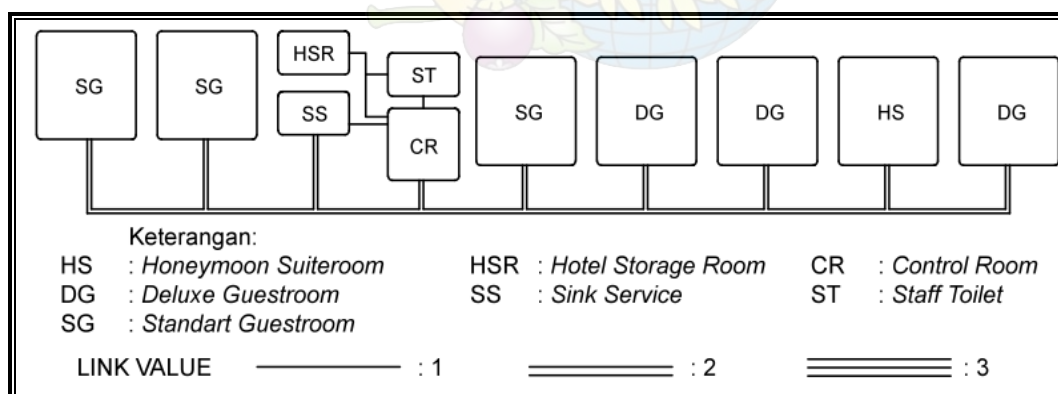 SG SG HSR ST
SS CR SG DG DG HS DG
Keterangan:
HS : Honeymoon Suiteroom HSR : Hotel Storage Room CR : Control Room
DG : Deluxe Guestroom SS : Sink Service ST : Staff Toilet
SG : Standart Guestroom
LINK VALUE : 1 : 2 : 3